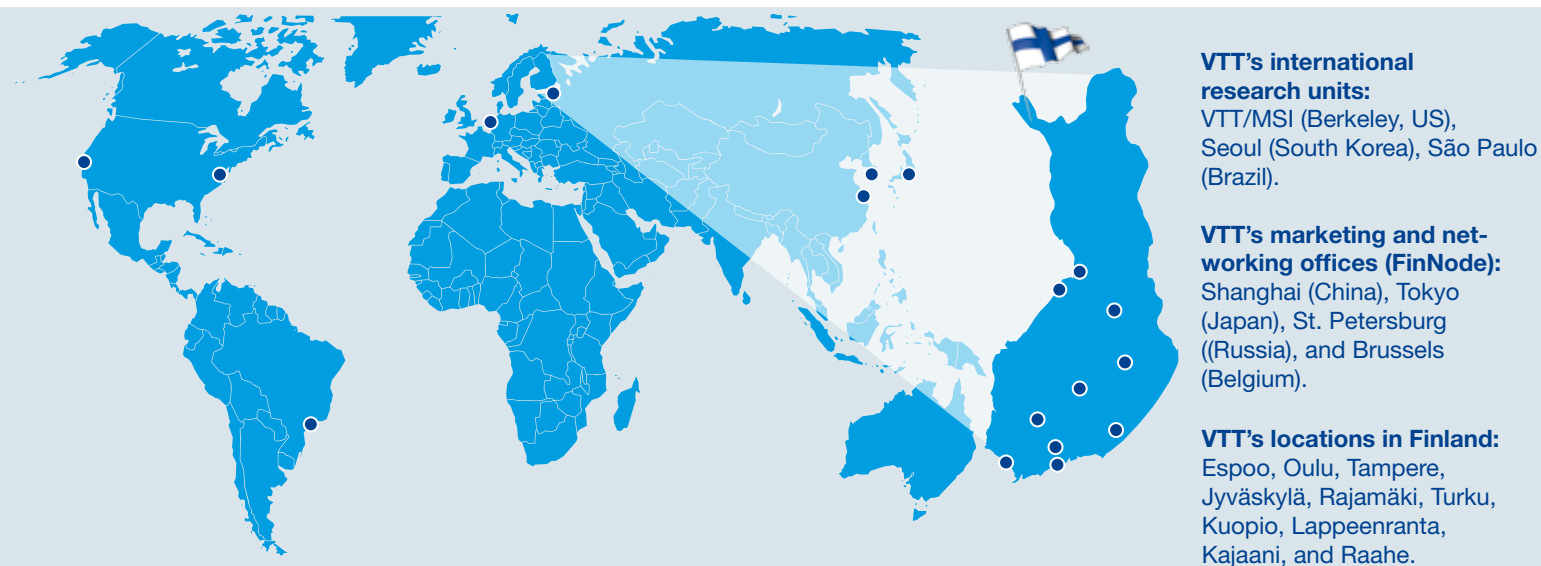 VTT's international
research units:
VTT/MSI (Berkeley, US),
Seoul (South Korea), São Paulo
(Brazil).
VTT's marketing and net-
working offices (FinNode):
Shanghai (China), Tokyo
(Japan), St. Petersburg
((Russia), and Brussels
(Belgium).
VTT's locations in Finland:
Espoo, Oulu, Tampere,
Jyväskylä, Rajamäki, Turku,
Kuopio, Lappeenranta,
Kajaani, and Raahe.